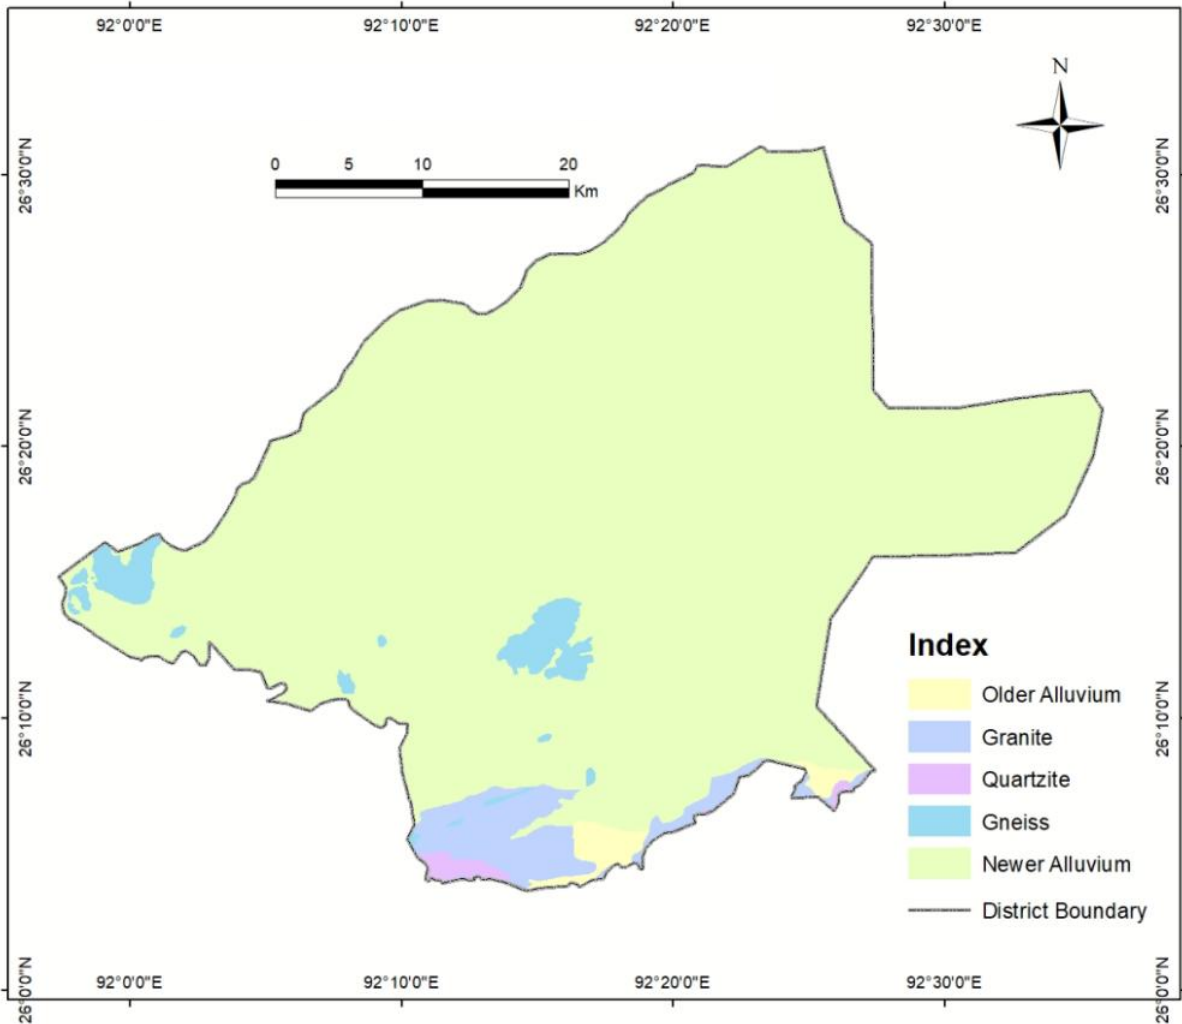 92°0'0"E 92°10'0"E 92°20'0"E 92°30'0"E
N
26°30'0"N
26°30'0"N
0 5 10 20
Km
26°20'0"N
26°20'0"N
Index
Older Alluvium
26°10'0"N
26°10'0"N
Granite
Quartzite
Gneiss
Newer Alluvium
District Boundary
26°0'0"N
26°0'0"N
92°0'0"E 92°10'0"E 92°20'0"E 92°30'0"E